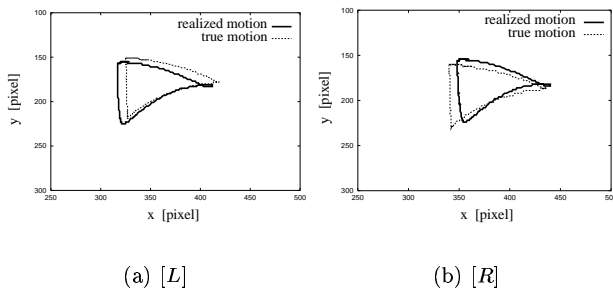 realized motion
true motion
y [pixel]
100
150
200
250
300
200 250 300 350 400 450 500
x [pixel]
(a) [L]
realized motion
true motion
y [pixel]
100
150
200
250
300
250 300 350 400 450 500
x [pixel]
(b) [R]